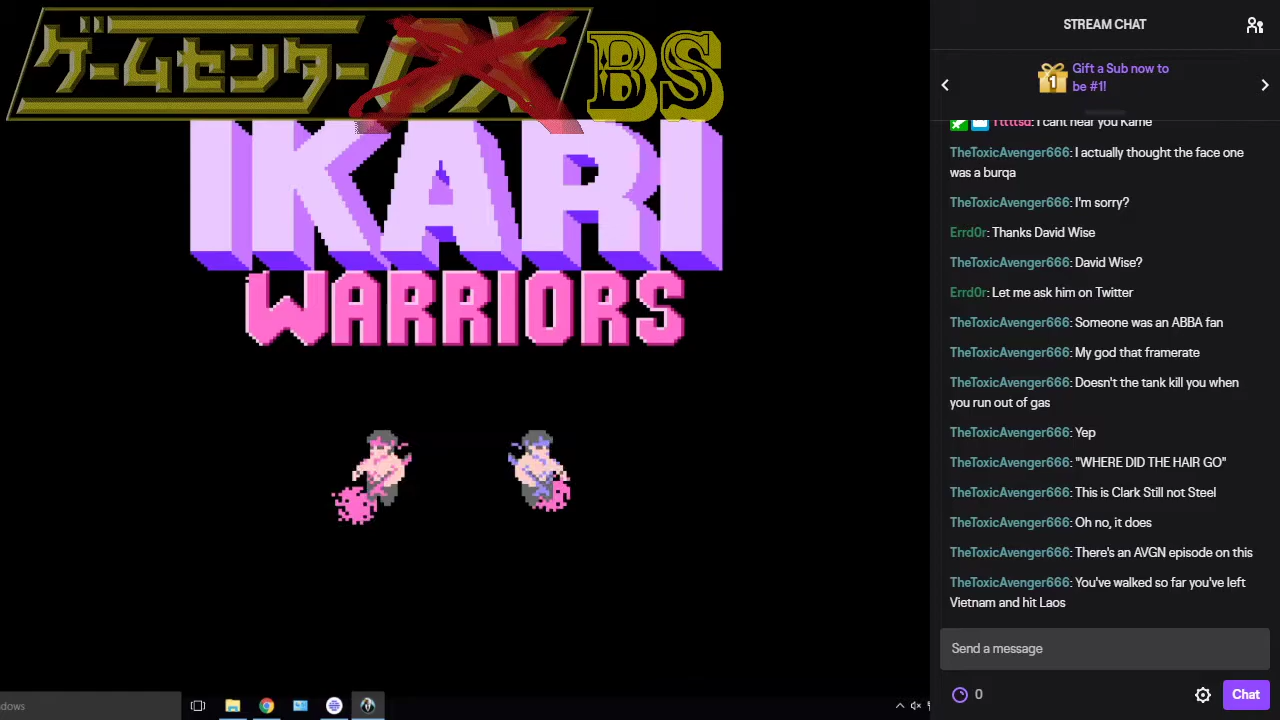 ゲームセンターDX BS
IKARI
WARRIORS
dows
STREAM CHAT
Gift a Sub now to
be #1!
1
Tttttsd: I cant hear you Kame
TheToxicAvenger666: I actually thought the face one
was a burqa
TheToxicAvenger666: I'm sorry?
Errd0r: Thanks David Wise
TheToxicAvenger666: David Wise?
Errd0r: Let me ask him on Twitter
TheToxicAvenger666: Someone was an ABBA fan
TheToxicAvenger666: My god that framerate
TheToxicAvenger666: Doesn't the tank kill you when
you run out of gas
TheToxicAvenger666: Yep
TheToxicAvenger666: "WHERE DID THE HAIR GO"
TheToxicAvenger666: This is Clark Still not Steel
TheToxicAvenger666: Oh no, it does
TheToxicAvenger666: There's an AVGN episode on this
TheToxicAvenger666: You've walked so far you've left
Vietnam and hit Laos
Send a message
0
Chat